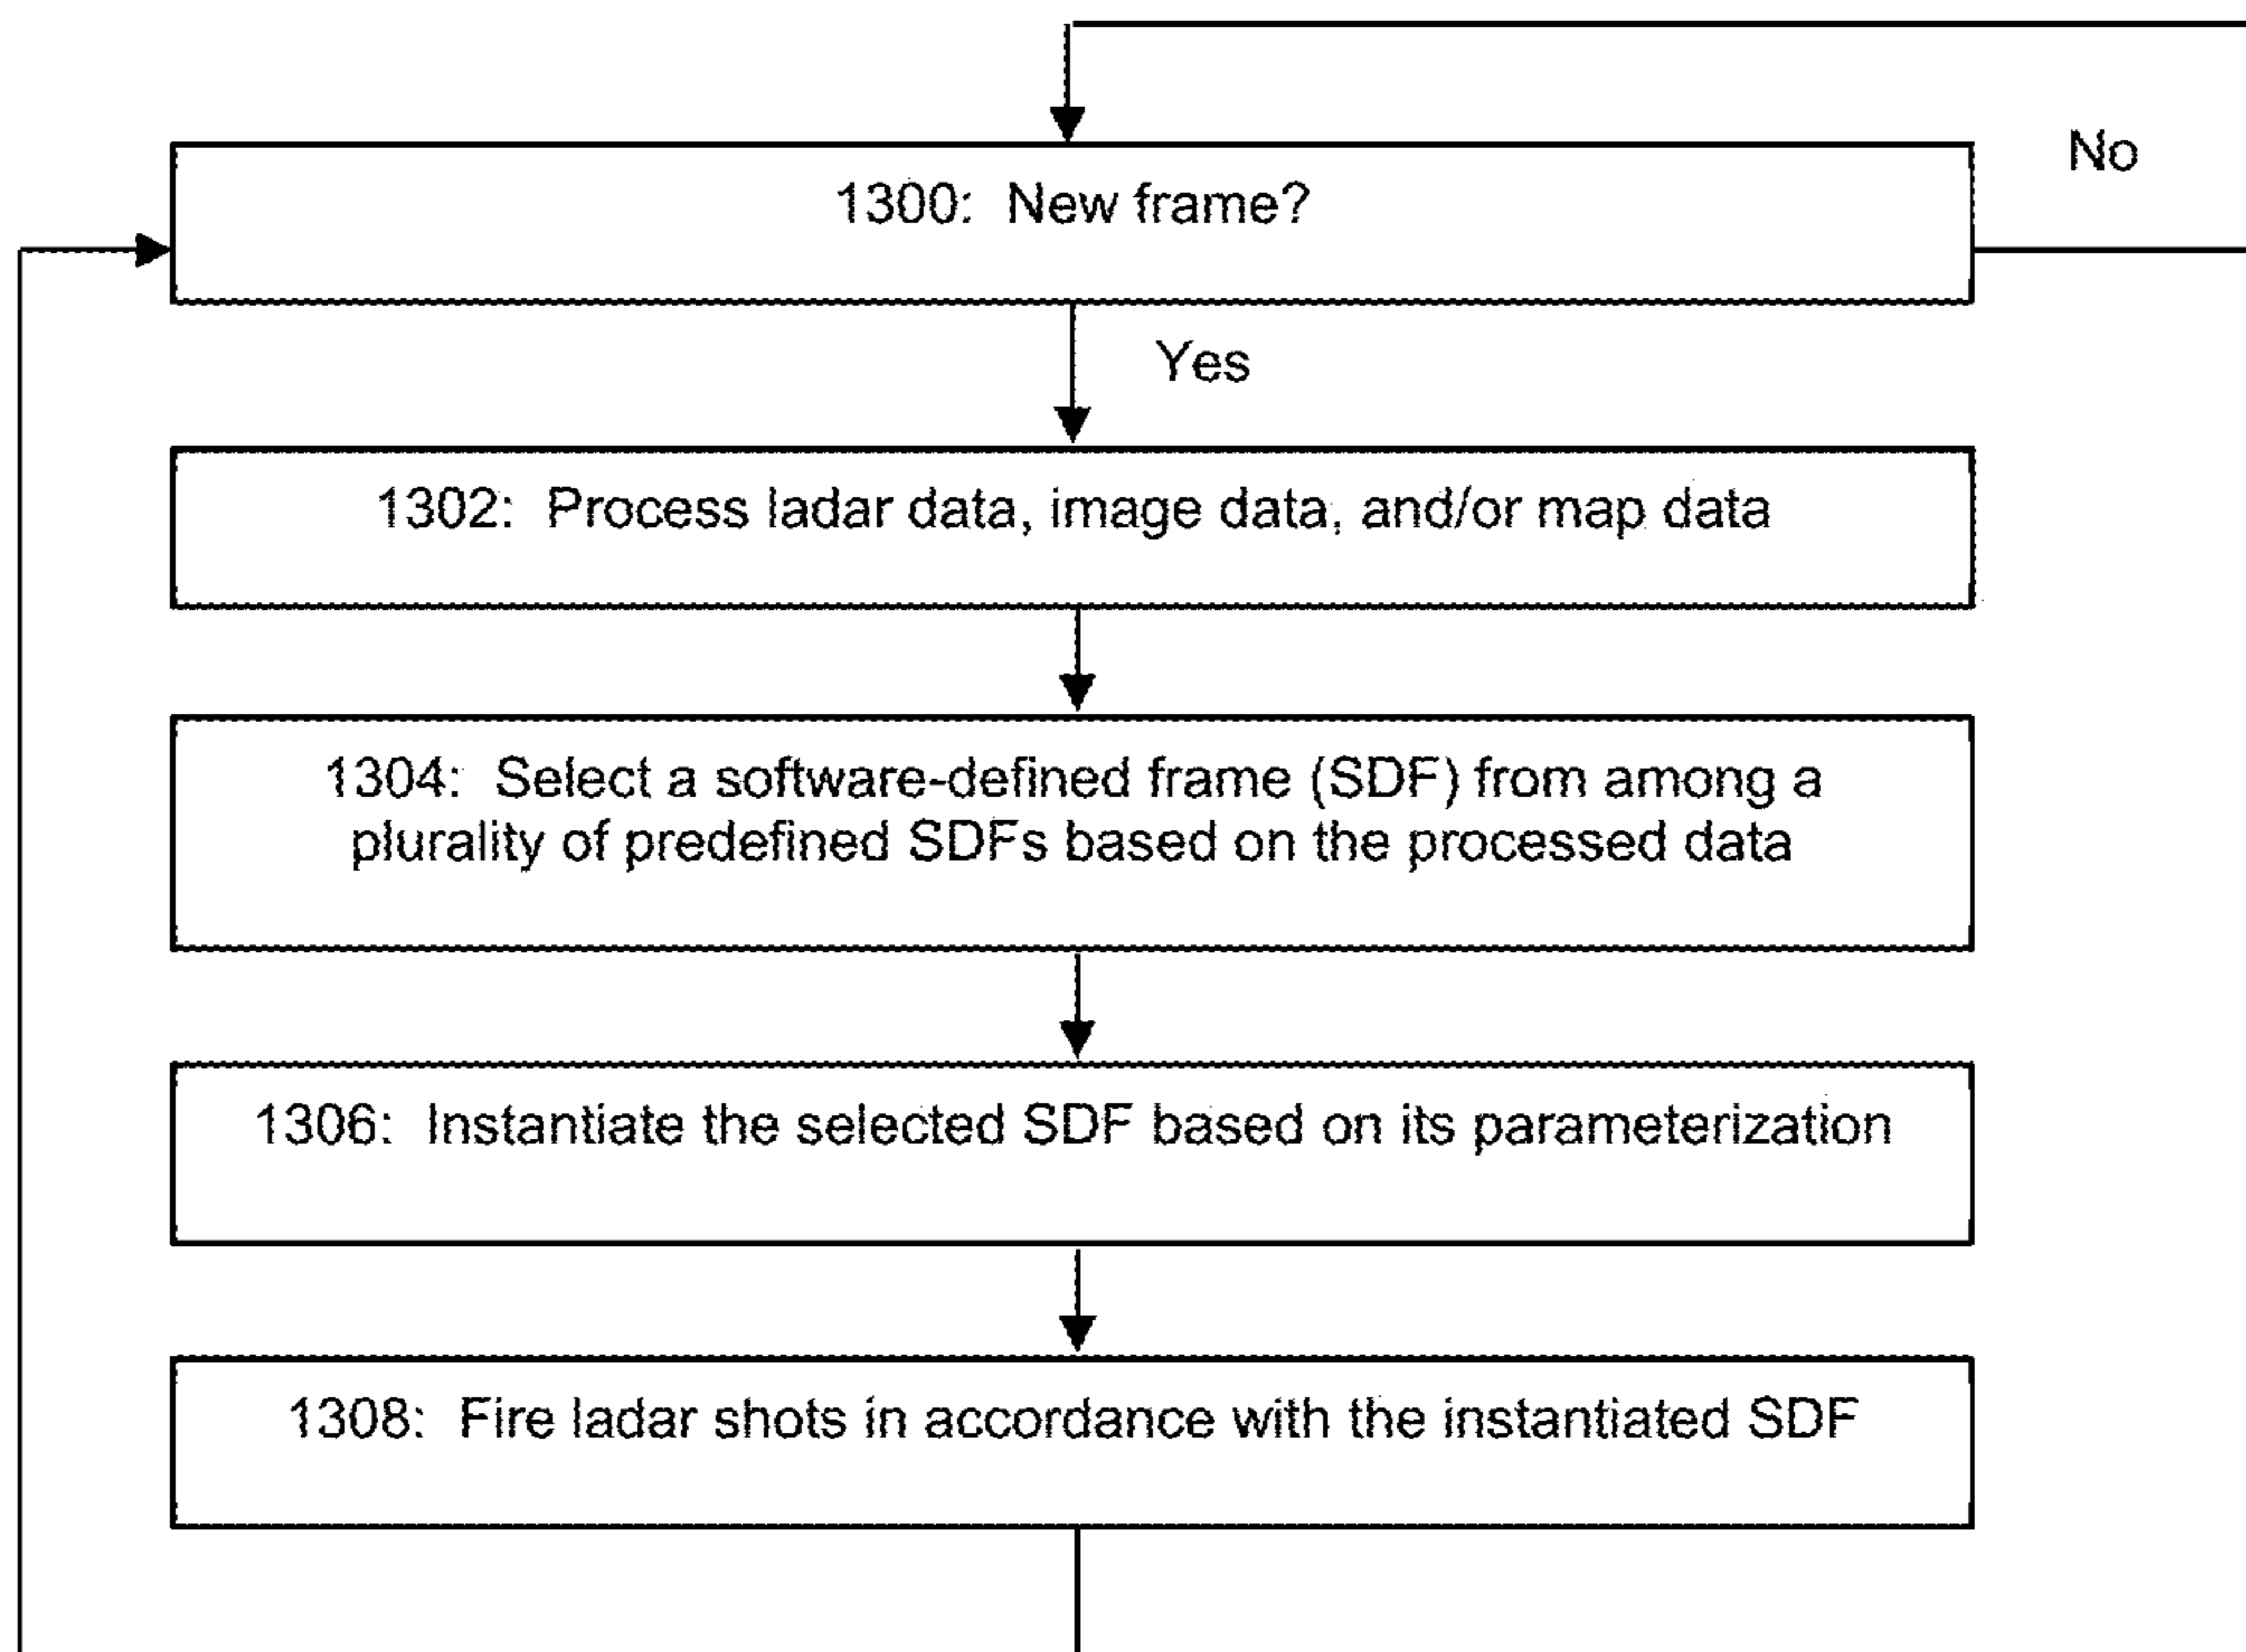 No
1300: New frame?
Yes
1302: Process ladar data, image data, and/or map data
1304: Select a software-defined frame (SDF) from among a
plurality of predefined SDFs based on the processed data
1306: Instantiate the selected SDF based on its parameterization
1308: Fire ladar shots in accordance with the instantiated SDF